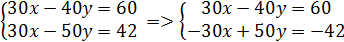 {30x − 40y = 60 => { 30x − 40y = 60
{30x − 50y = 42 { −30x + 50y = −42